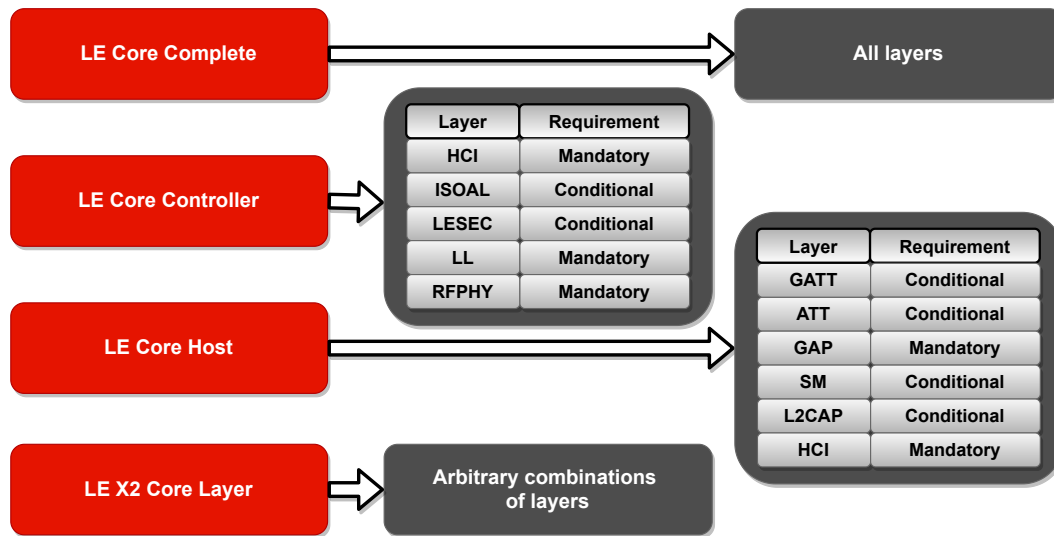 LE Core Complete
All layers
LE Core Controller
Layer Requirement
HCI Mandatory
ISOAL Conditional
LESEC Conditional
LL Mandatory
RFPHY Mandatory
LE Core Host
Layer Requirement
GATT Conditional
ATT Conditional
GAP Mandatory
SM Conditional
L2CAP Conditional
HCI Mandatory
LE X2 Core Layer
Arbitrary combinations
of layers